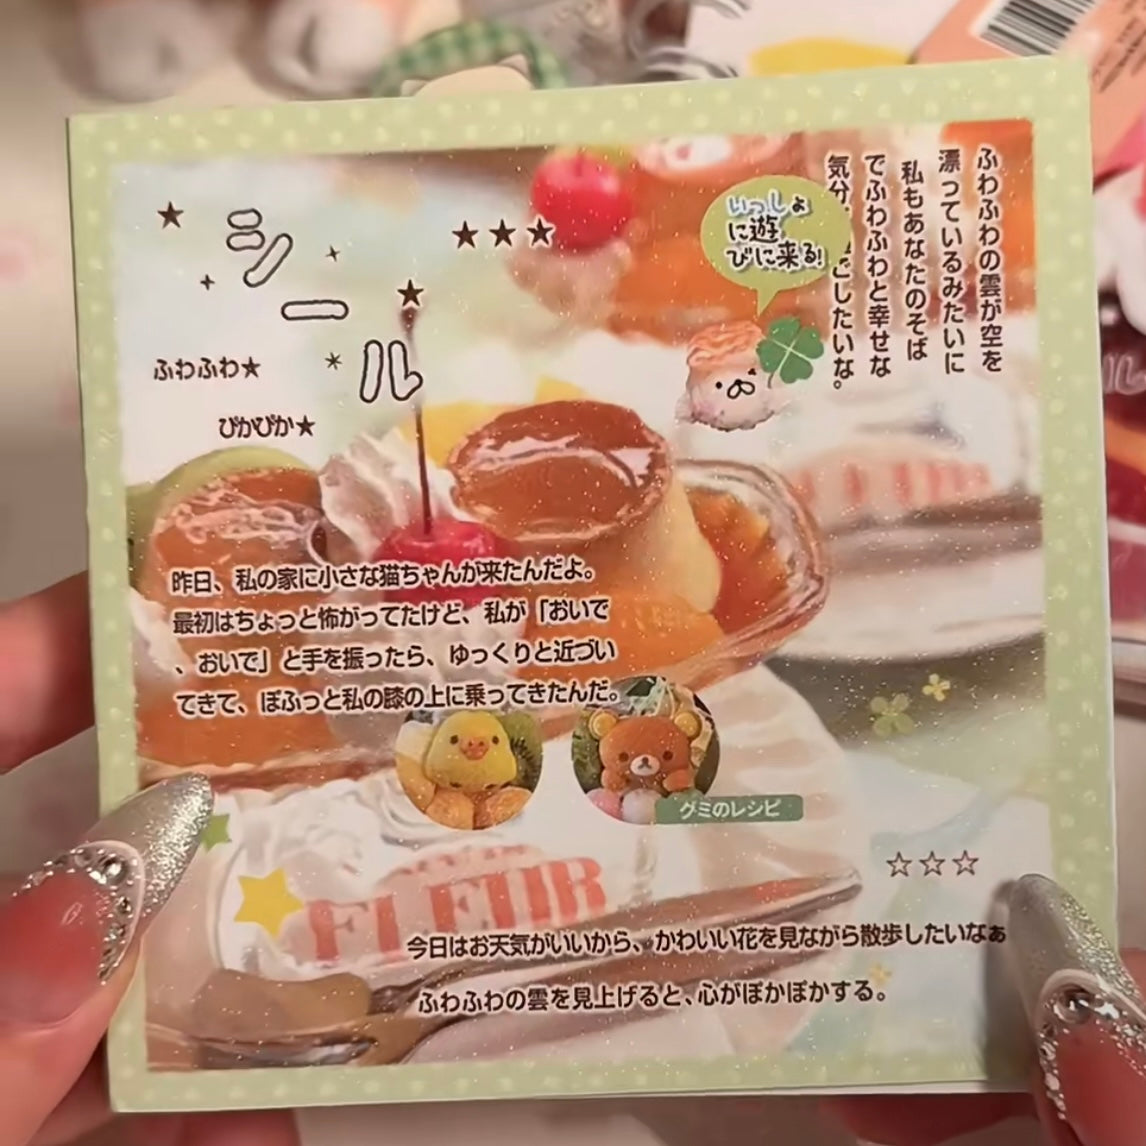 シール
ふわふわ★
ぴかぴか★
ふわふわの雲が空を
漂っているみたいに
私もあなたのそば
でふわふわと幸せな
気分 ごしたいな。
いっしょ
に遊
びに来る!
昨日、私の家に小さな猫ちゃんが来たんだよ。
最初はちょっと怖がってたけど、私が「おいで
、おいで」と手を振ったら、ゆっくりと近づい
てきて、ぽふっと私の膝の上に乗ってきたんだ。
グミのレシピ
☆☆☆
FLEUR
今日はお天気がいいから、かわいい花を見ながら散歩したいなぁ
ふわふわの雲を見上げると、心がぽかぽかする。